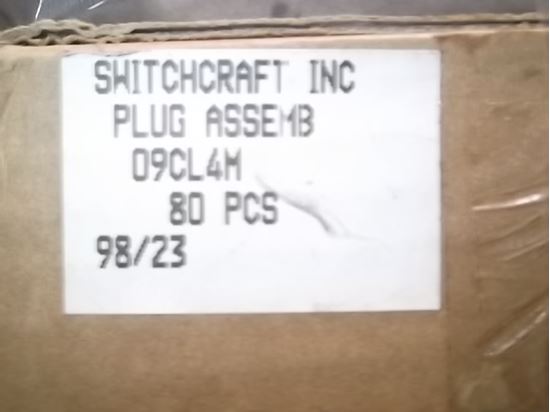 SWITCHCRAFT INC
PLUG ASSEMB
09CL4M
80 PCS
98/23